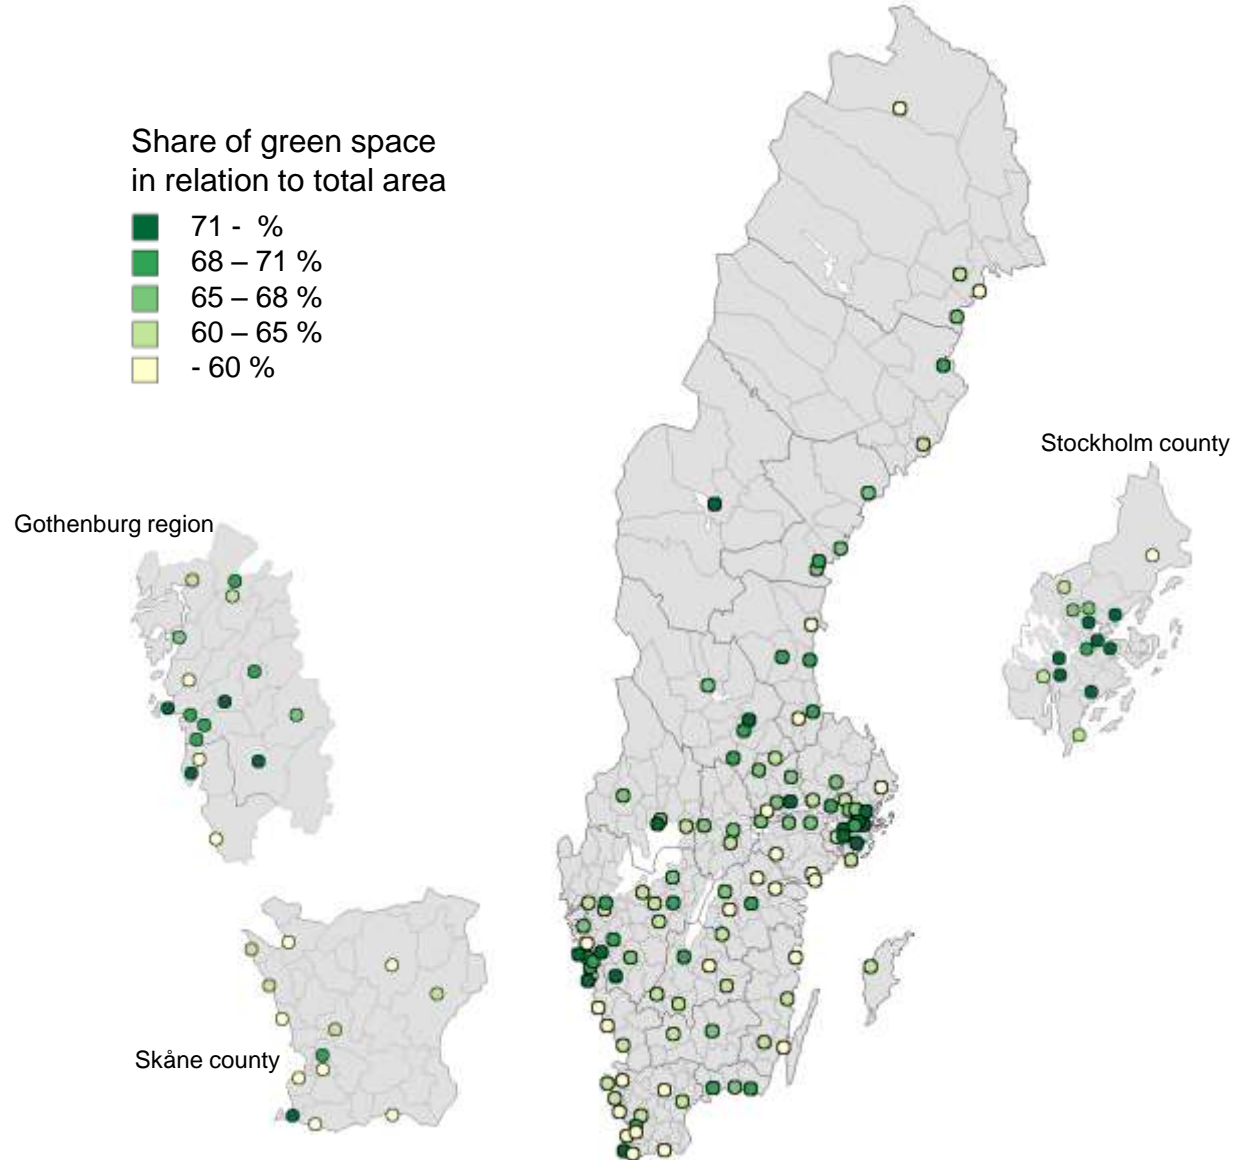 Share of green space
in relation to total area
71 - %
68 – 71 %
65 – 68 %
60 – 65 %
- 60 %
Stockholm county
Gothenburg region
Skåne county